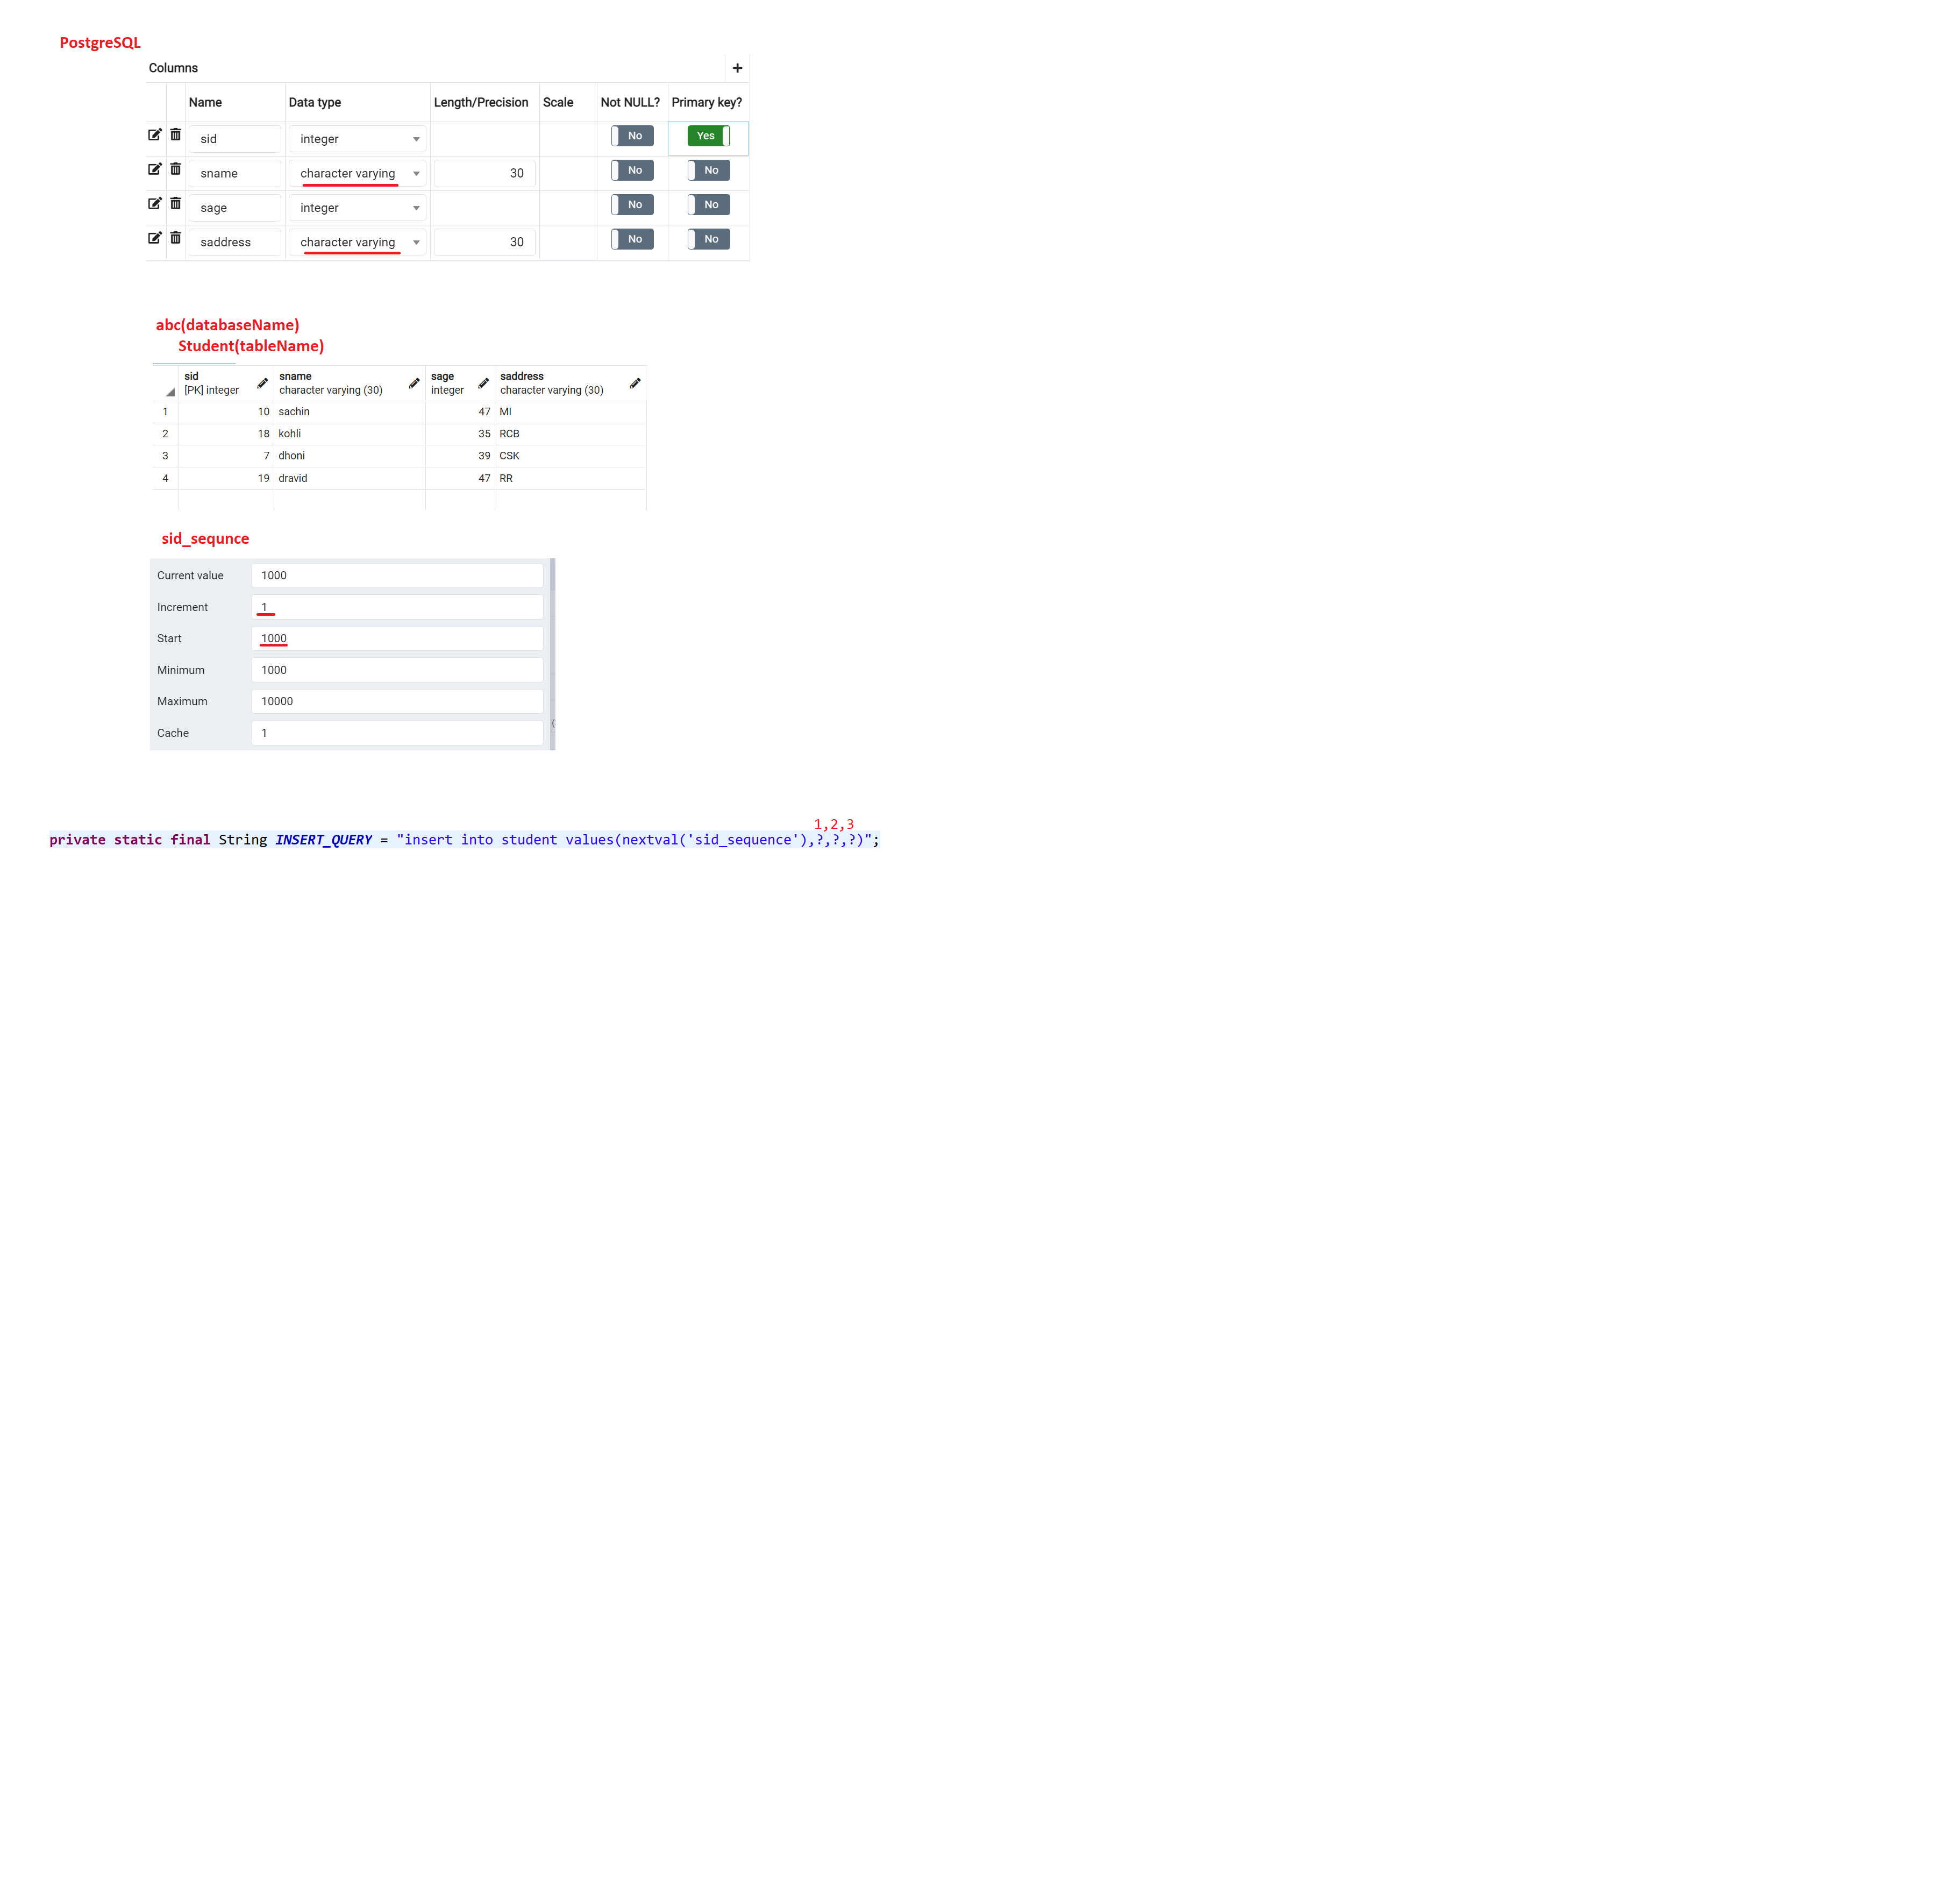 PostgreSQL
Columns +
Name Data type Length/Precision Scale Not NULL? Primary key?
sid integer No Yes
sname character varying 30 No No
sage integer No No
saddress character varying 30 No No
abc(databaseName)
Student(tableName)
sid sname sage saddress
[PK] integer character varying (30) integer character varying (30)
1 10 sachin 47 MI
2 18 kohli 35 RCB
3 7 dhoni 39 CSK
4 19 dravid 47 RR
sid_sequnce
Current value 1000
Increment 1
Start 1000
Minimum 1000
Maximum 10000
Cache 1
1,2,3
private static final String INSERT_QUERY = "insert into student values(nextval('sid_sequence'),?,?,?)";